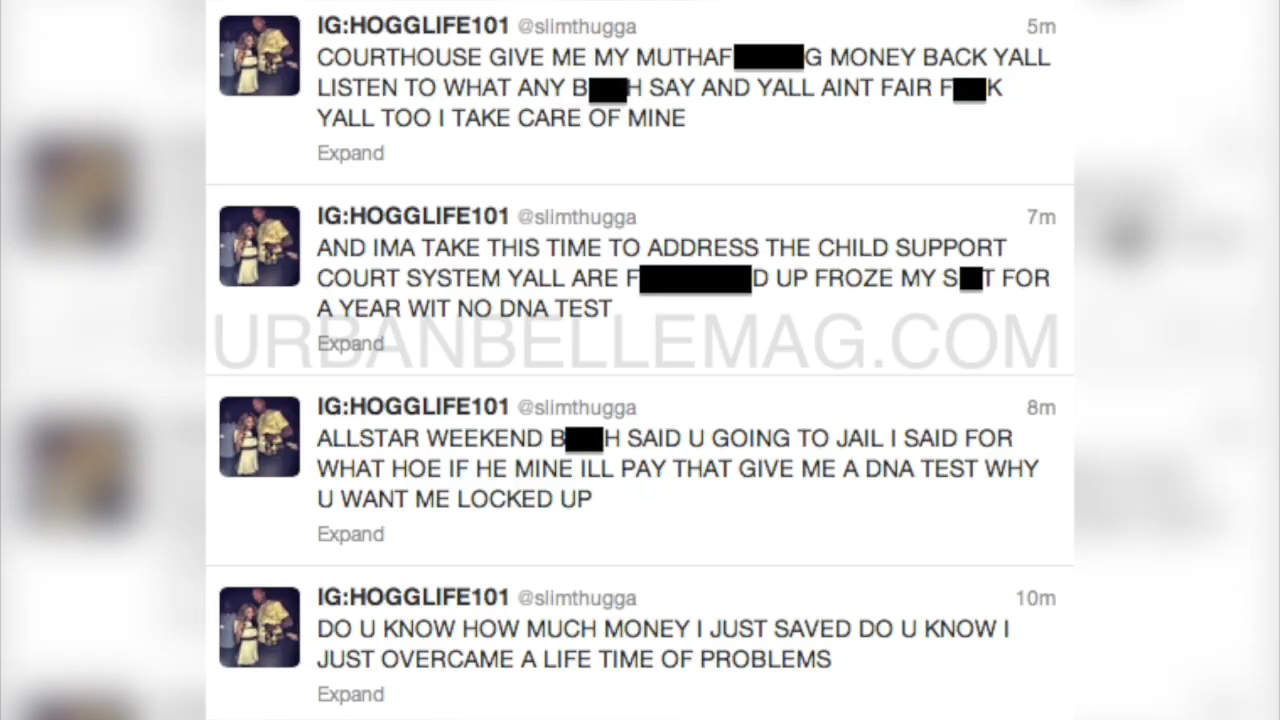 IG:HOGGLIFE101 @slimthugga 5m
COURTHOUSE GIVE ME MY MUTHAF G MONEY BACK YALL
LISTEN TO WHAT ANY B H SAY AND YALL AINT FAIR F K
YALL TOO I TAKE CARE OF MINE
Expand
IG:HOGGLIFE101 @slimthugga 7m
AND IMA TAKE THIS TIME TO ADDRESS THE CHILD SUPPORT
COURT SYSTEM YALL ARE F D UP FROZE MY S T FOR
A YEAR WIT NO DNA TEST
URBANBELLEMAG.COM
Expand
IG:HOGGLIFE101 @slimthugga 8m
ALLSTAR WEEKEND B H SAID U GOING TO JAIL I SAID FOR
WHAT HOE IF HE MINE ILL PAY THAT GIVE ME A DNA TEST WHY
U WANT ME LOCKED UP
Expand
IG:HOGGLIFE101 @slimthugga 10m
DO U KNOW HOW MUCH MONEY I JUST SAVED DO U KNOW I
JUST OVERCAME A LIFE TIME OF PROBLEMS
Expand